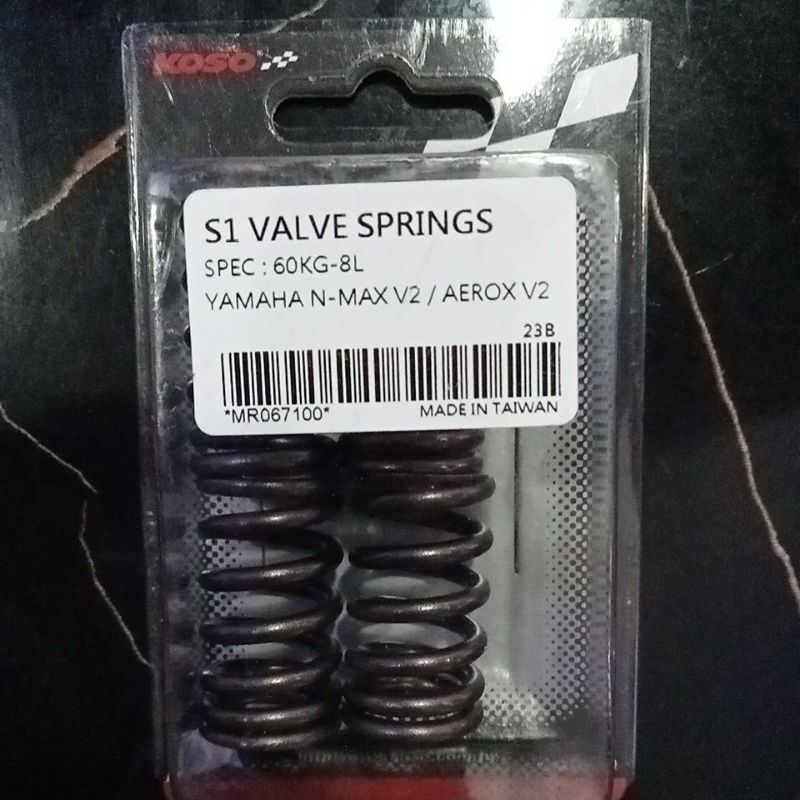 KOSO
S1 VALVE SPRINGS
SPEC : 60KG-8L
YAMAHA N-MAX V2 / AEROX V2
23B
*MR067100* MADE IN TAIWAN